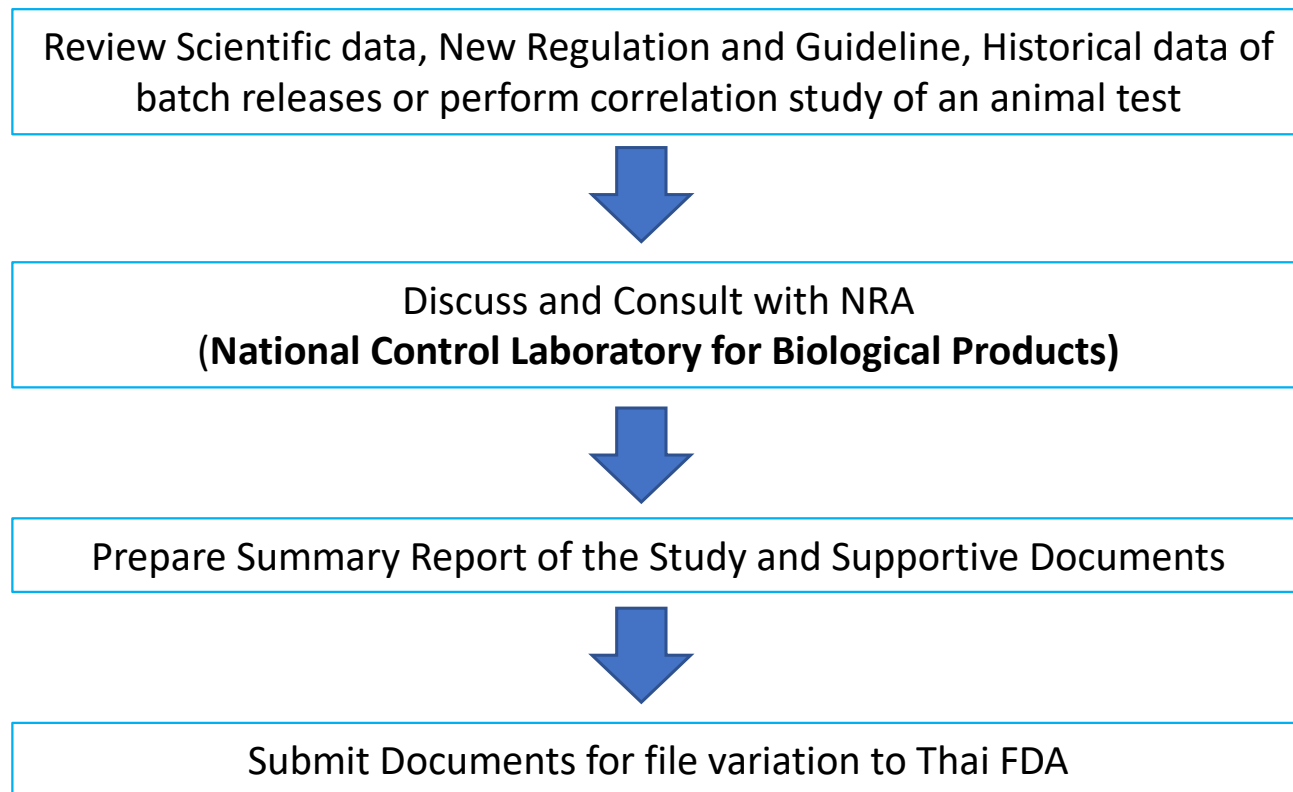 Review Scientific data, New Regulation and Guideline, Historical data of
batch releases or perform correlation study of an animal test
Discuss and Consult with NRA
(National Control Laboratory for Biological Products)
Prepare Summary Report of the Study and Supportive Documents
Submit Documents for file variation to Thai FDA